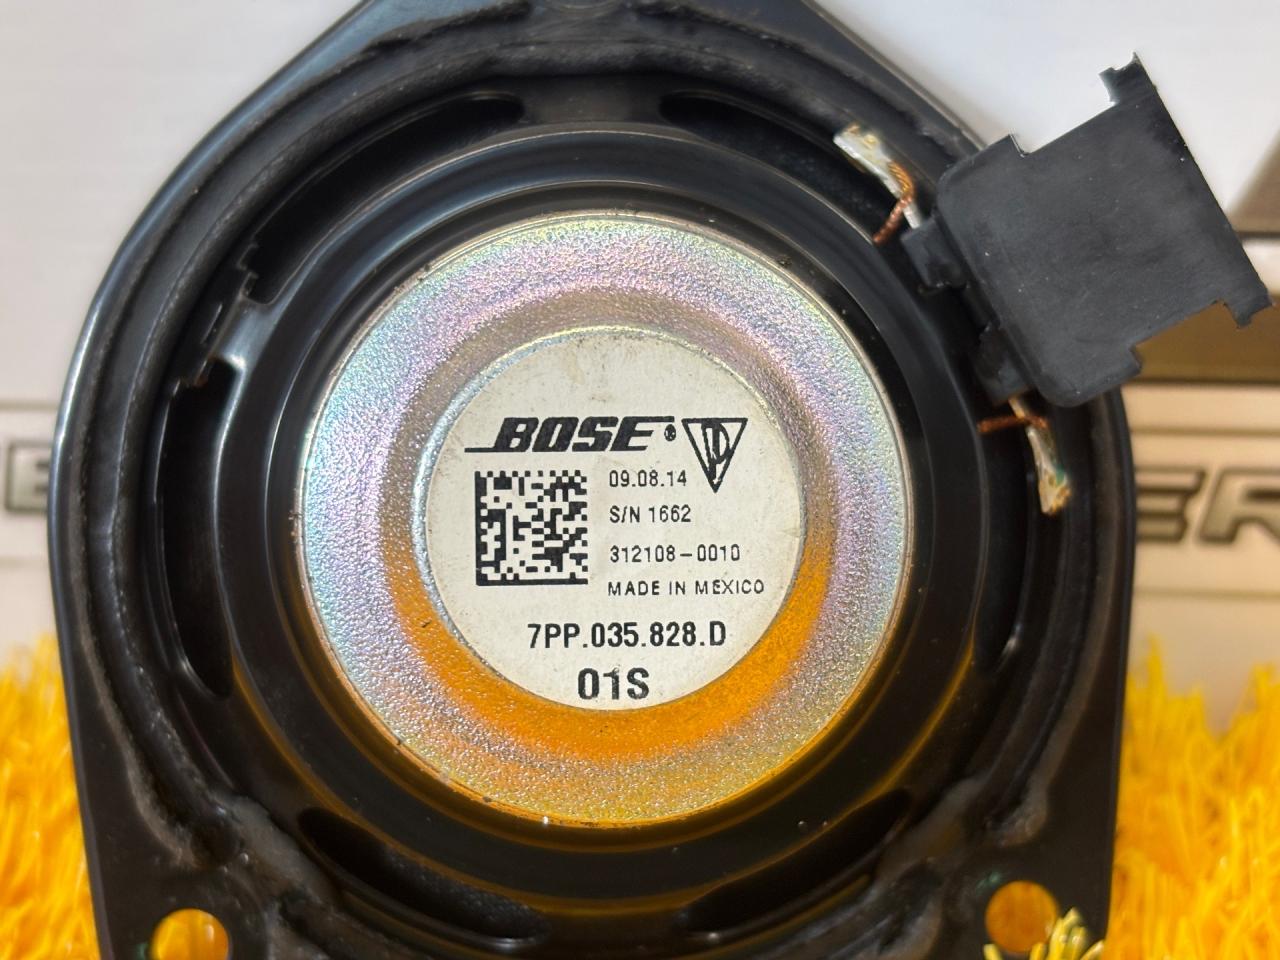 BOSE®
09.08.14
S/N 1662
312108-0010
MADE IN MEXICO
7PP.035.828.D
01S